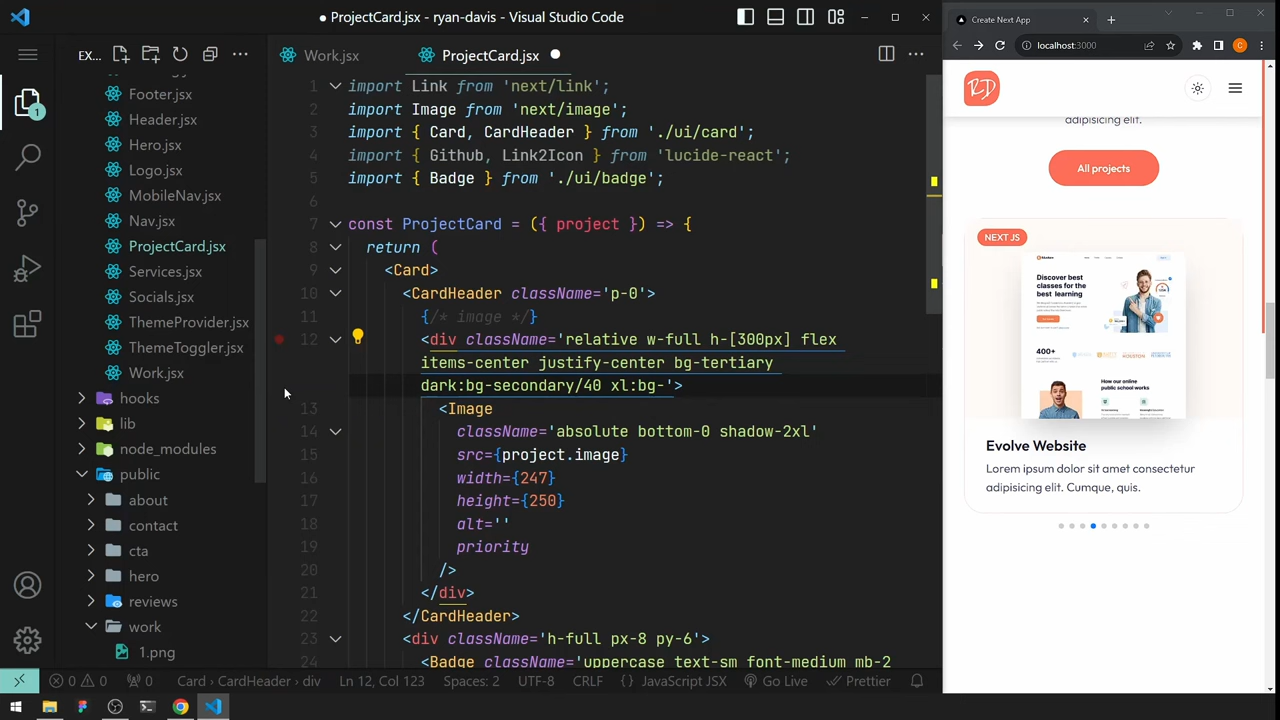 ProjectCard.jsx - ryan-davis - Visual Studio Code
EX...
Footer.jsx
Header.jsx
Hero.jsx
Logo.jsx
MobileNav.jsx
Nav.jsx
ProjectCard.jsx
Services.jsx
Socials.jsx
ThemeProvider.jsx
ThemeToggler.jsx
Work.jsx
hooks
lib
node_modules
public
about
contact
cta
hero
reviews
work
1.png
1
Work.jsx
ProjectCard.jsx
1 import Link from 'next/link';
2 import Image from 'next/image';
3 import { Card, CardHeader } from './ui/card';
4 import { Github, Link2Icon } from 'lucide-react';
5 import { Badge } from './ui/badge';
6
7 const ProjectCard = ({ project }) => {
8 return (
9 <Card>
10 <CardHeader className='p-0'>
11 {/* image */}
12 <div className='relative w-full h-[300px] flex
items-center justify-center bg-tertiary
dark:bg-secondary/40 xl:bg-'>
13 <Image
14 className='absolute bottom-0 shadow-2xl'
15 src={project.image}
16 width={247}
17 height={250}
18 alt=''
19 priority
20 />
21 </div>
22 </CardHeader>
23 <div className='h-full px-8 py-6'>
24 <Badge className='uppercase text-sm font-medium mb-2
0 0 0
Card › CardHeader › div
Ln 12, Col 123
Spaces: 2
UTF-8
CRLF
{} JavaScript JSX
Go Live
Prettier
Create Next App
localhost:3000
C
RD
adipisicing elit.
All projects
NEXT JS
Discover best
classes for the
best learning
400+
How our online
public school works
Evolve Website
Lorem ipsum dolor sit amet consectetur
adipisicing elit. Cumque, quis.